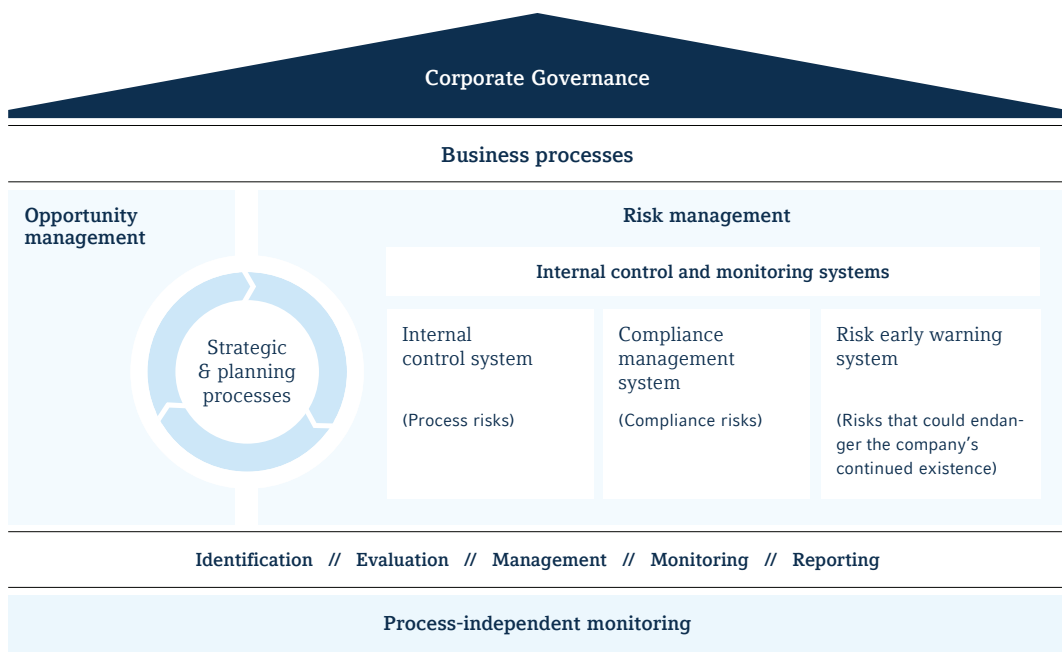 Corporate Governance
Business processes
Opportunity
management
Strategic
& planning
processes
Risk management
Internal control and monitoring systems
Internal
control system
(Process risks)
Compliance
management
system
(Compliance risks)
Risk early warning
system
(Risks that could endan-
ger the company’s
continued existence)
Identification // Evaluation // Management // Monitoring // Reporting
Process-independent monitoring